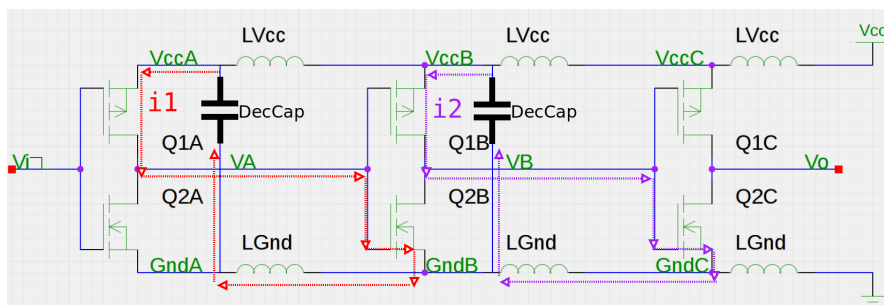 LVcc LVcc LVcc Vcc
VccA VccB VccC
i1 DecCap i2 DecCap
Q1A Q1B Q1C
Vi VA VB Vo
Q2A Q2B Q2C
LGnd LGnd LGnd
GndA GndB GndC